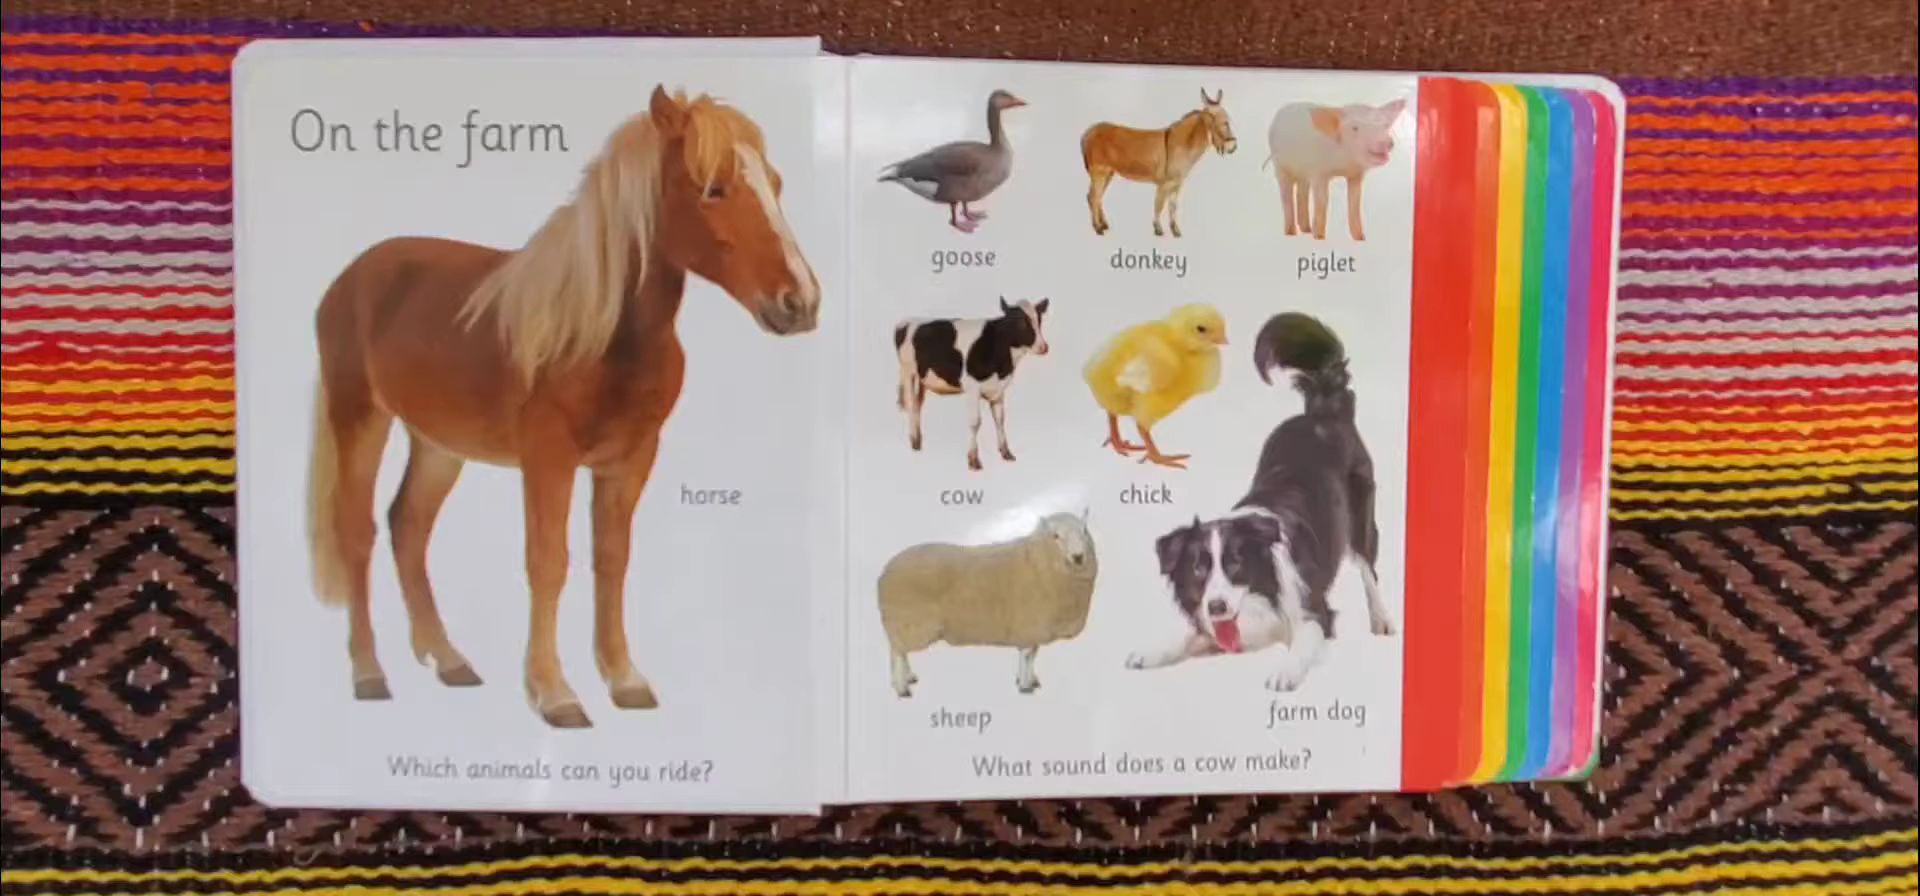 On the farm
horse
Which animals can you ride?
goose
donkey
piglet
cow
chick
sheep
farm dog
What sound does a cow make?